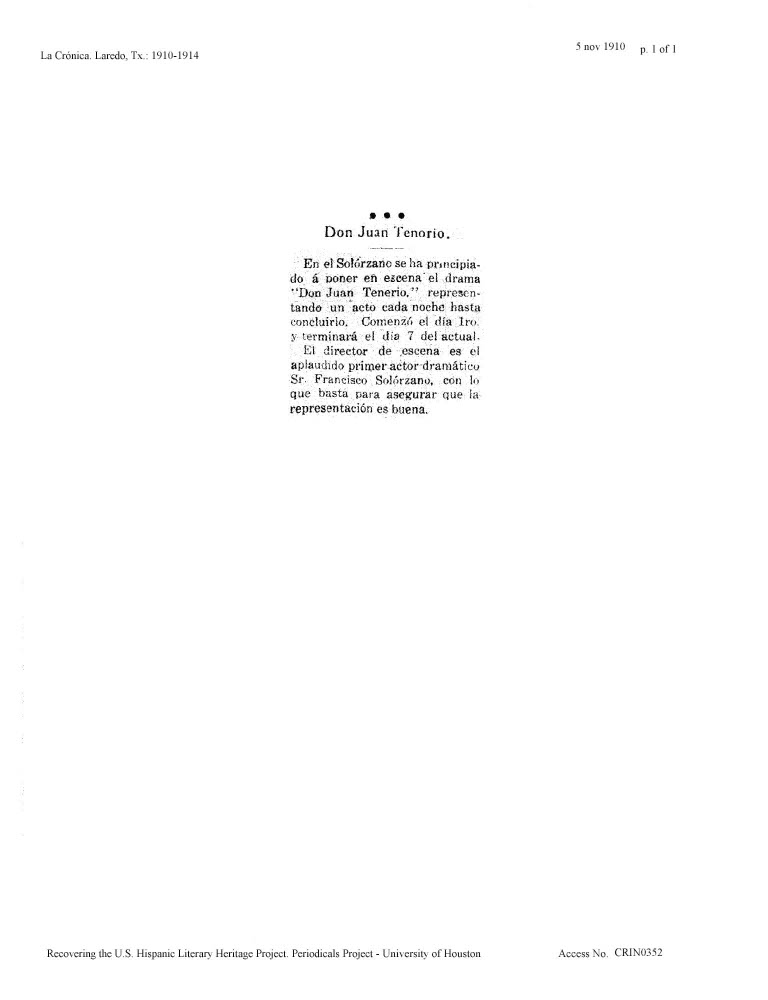 La Crónica. Laredo, Tx.: 1910-1914
5 nov 1910 p. 1 of 1
• • •
Don Juan Tenorio.
En el Solórzano se ha principia-
do á poner en escena el drama
"Don Juan Tenerio," represen-
tando un acto cada noche hasta
concluirlo. Comenzó el día 1ro.
y terminará el día 7 del actual.
El director de escena es el
aplaudido primer actor dramático
Sr. Francisco Solórzano, con lo
que basta para asegurar que la
representación es buena.
Recovering the U.S. Hispanic Literary Heritage Project. Periodicals Project - University of Houston Access No. CRIN0352